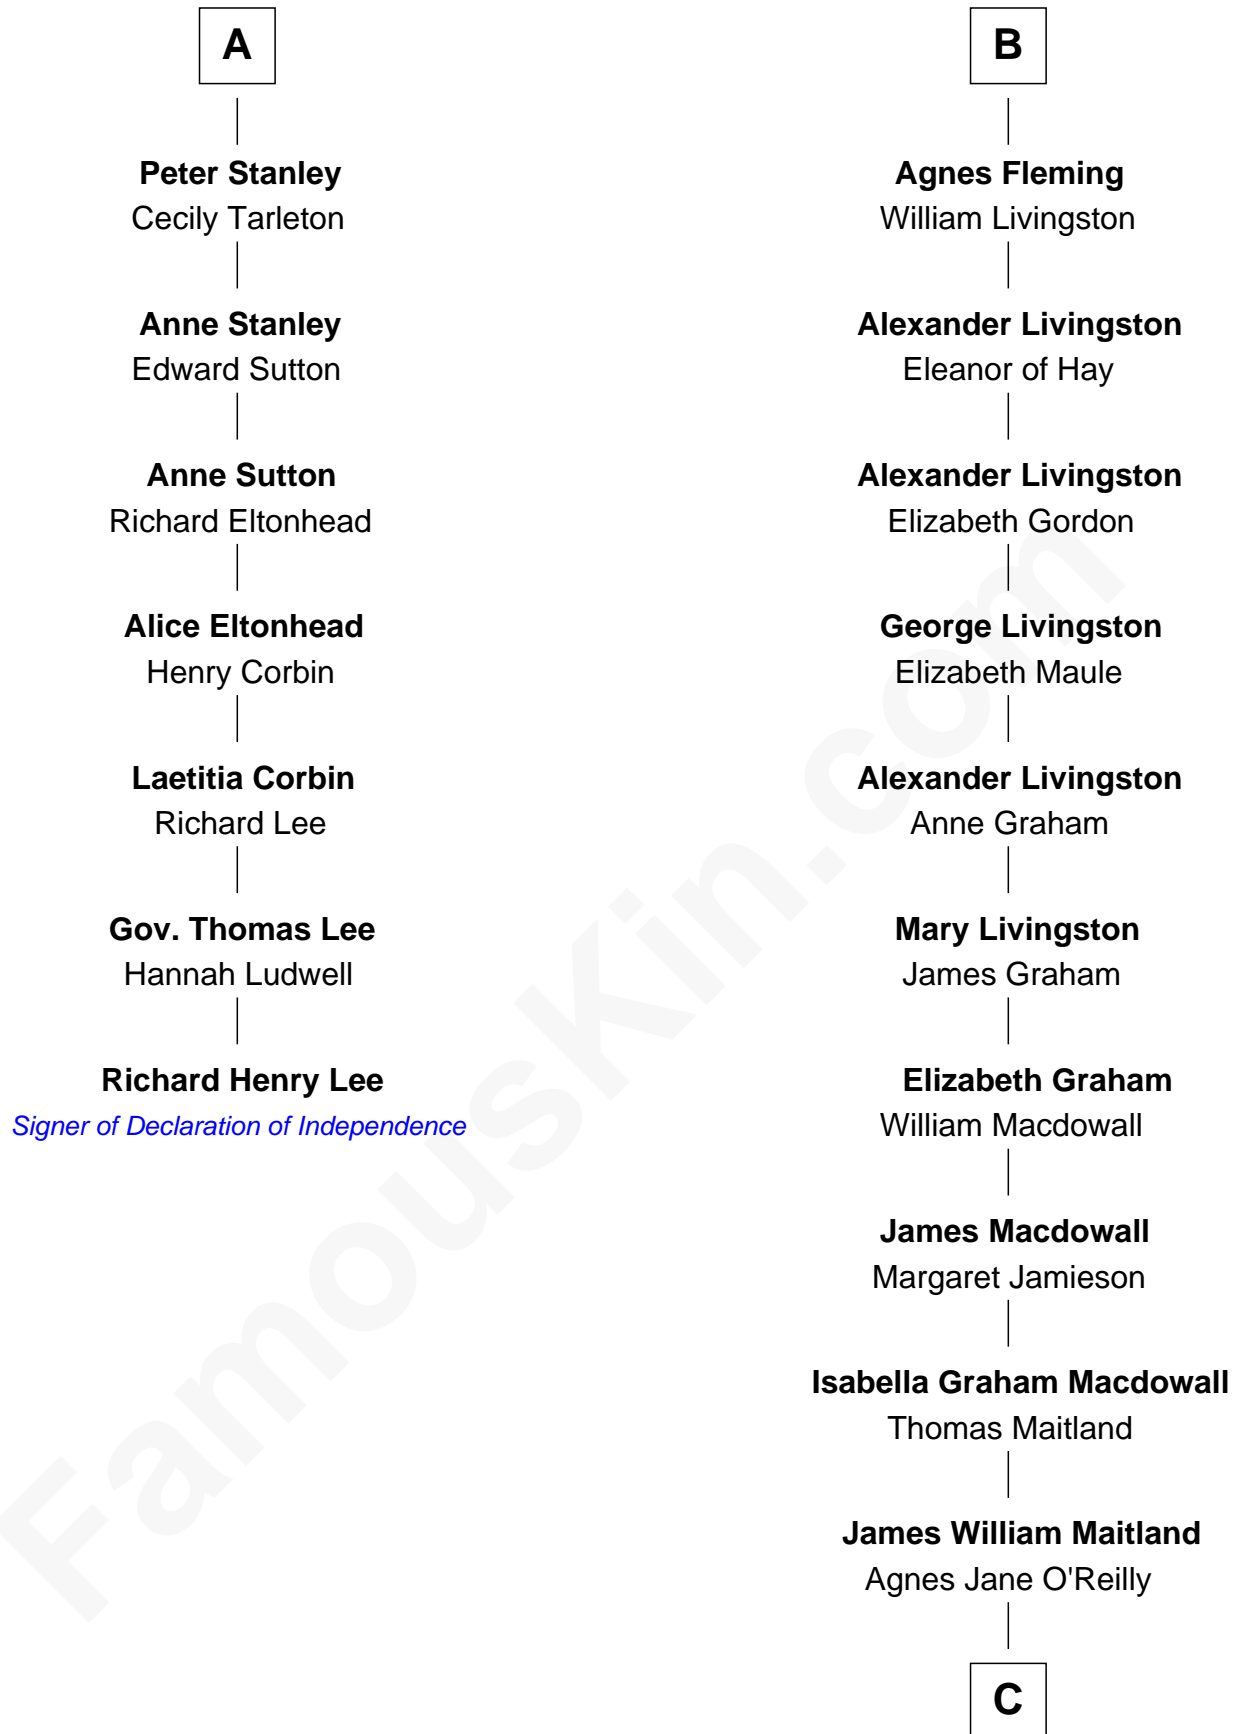 A
Peter Stanley
Cecily Tarleton
Anne Stanley
Edward Sutton
Anne Sutton
Richard Eltonhead
Alice Eltonhead
Henry Corbin
Laetitia Corbin
Richard Lee
Gov. Thomas Lee
Hannah Ludwell
Richard Henry Lee
Signer of Declaration of Independence
B
Agnes Fleming
William Livingston
Alexander Livingston
Eleanor of Hay
Alexander Livingston
Elizabeth Gordon
George Livingston
Elizabeth Maule
Alexander Livingston
Anne Graham
Mary Livingston
James Graham
Elizabeth Graham
William Macdowall
James Macdowall
Margaret Jamieson
Isabella Graham Macdowall
Thomas Maitland
James William Maitland
Agnes Jane O'Reilly
C
FamousKin.com